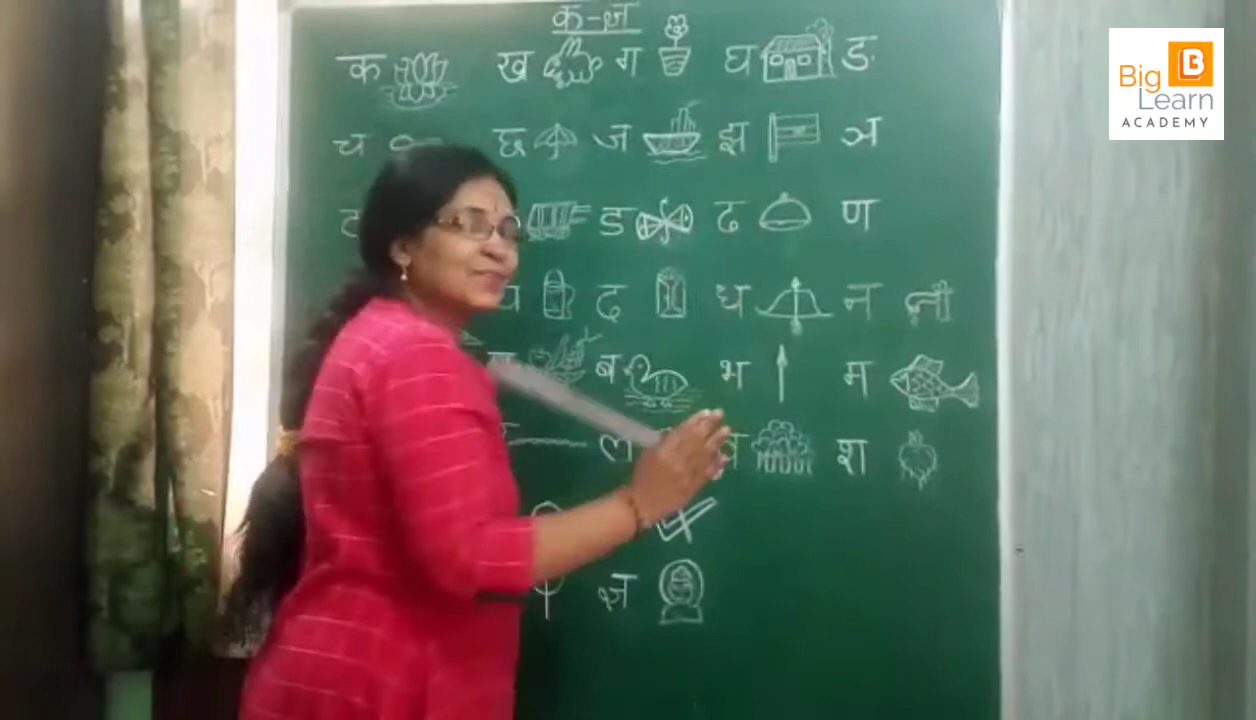 क-ज्ञ
क ख ग घ ङ
च छ ज झ ञ
ट ड ढ ण
थ द ध न नी
ब भ म
ल व श
ज्ञ
Big B
Learn
ACADEMY